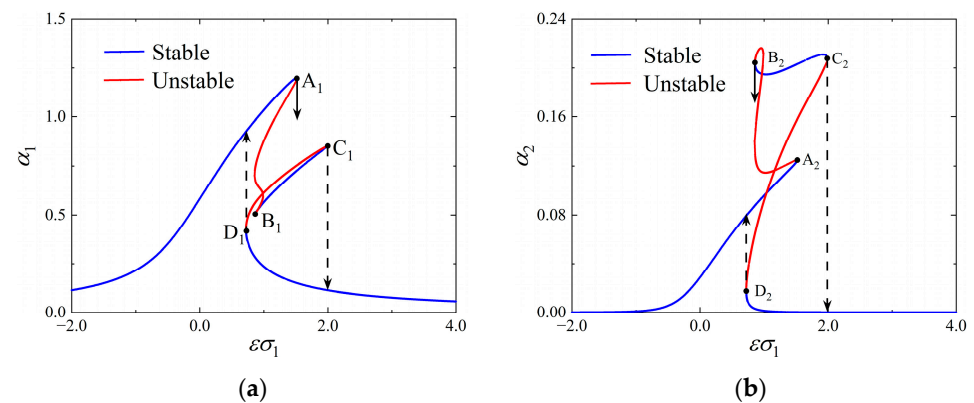 1.5
Stable
Unstable
A₁
1.0
α₁
C₁
0.5
B₁
D₁
0.0
−2.0 0.0 2.0 4.0
εσ₁
(a)
0.24
Stable
Unstable
B₂
C₂
0.16
α₂
A₂
0.08
D₂
0.00
−2.0 0.0 2.0 4.0
εσ₁
(b)